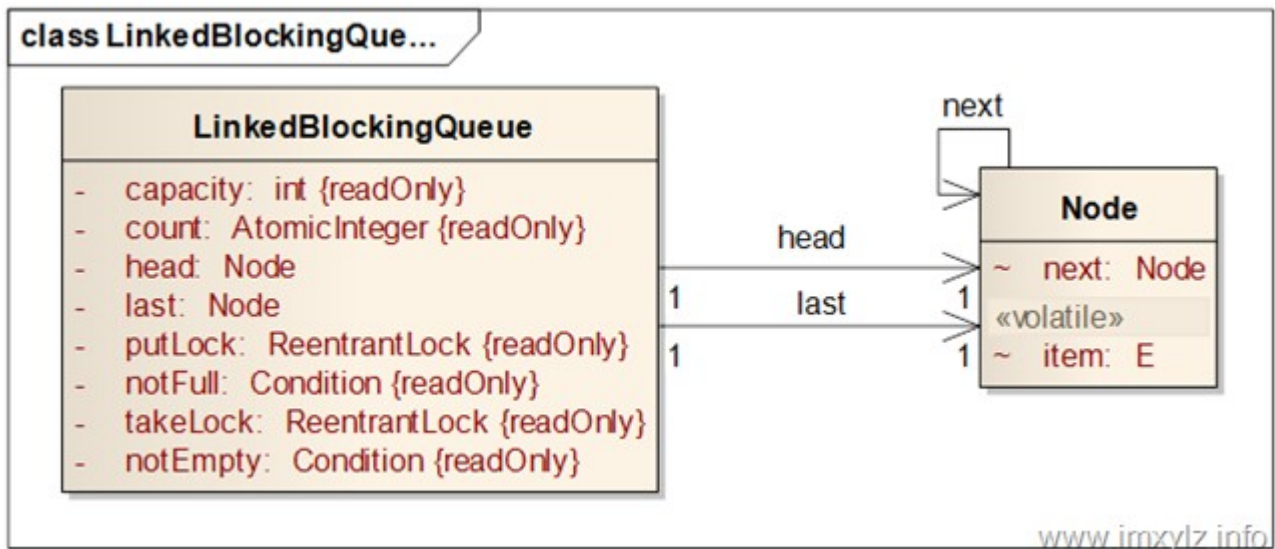 class LinkedBlockingQue...
LinkedBlockingQueue
- capacity: int {readOnly}
- count: AtomicInteger {readOnly}
- head: Node
- last: Node
- putLock: ReentrantLock {readOnly}
- notFull: Condition {readOnly}
- takeLock: ReentrantLock {readOnly}
- notEmpty: Condition {readOnly}
head
1 1
last
1 1
next
Node
~ next: Node
«volatile»
~ item: E
www.imxylz.info